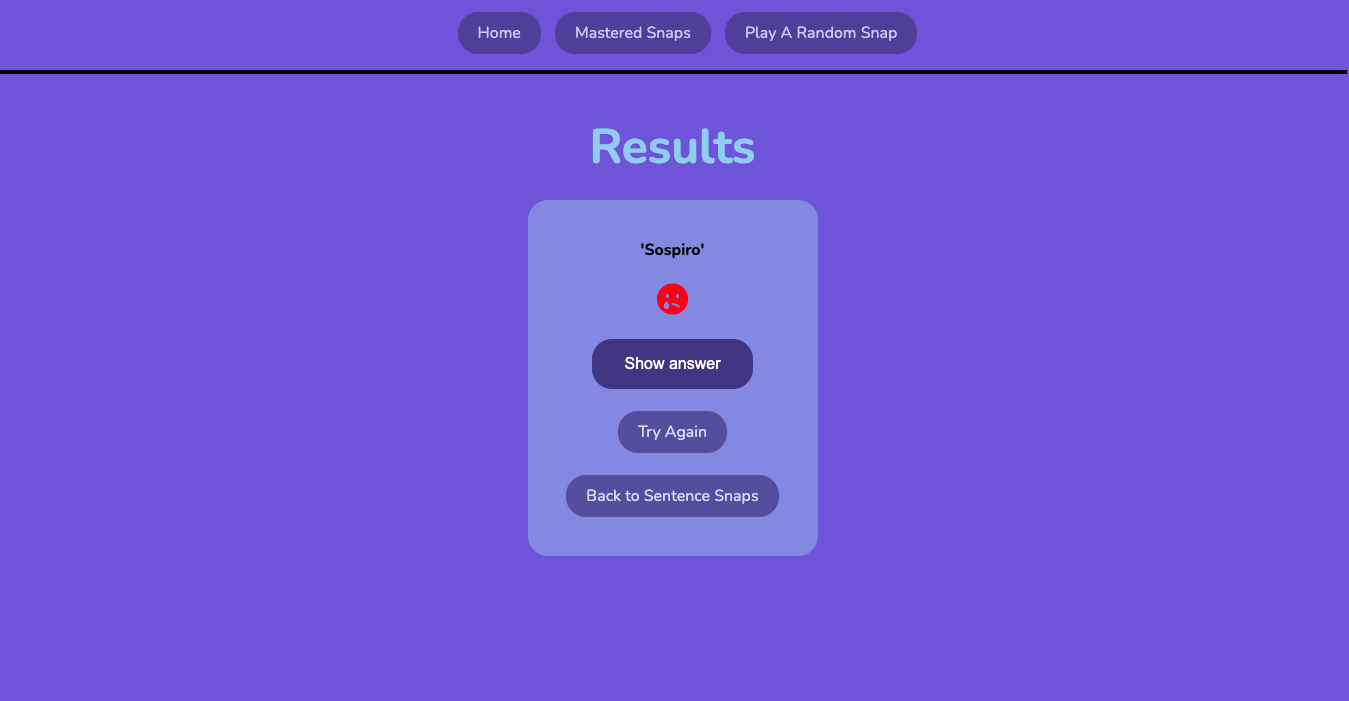 Home Mastered Snaps Play A Random Snap
Results
'Sospiro'
Show answer
Try Again
Back to Sentence Snaps